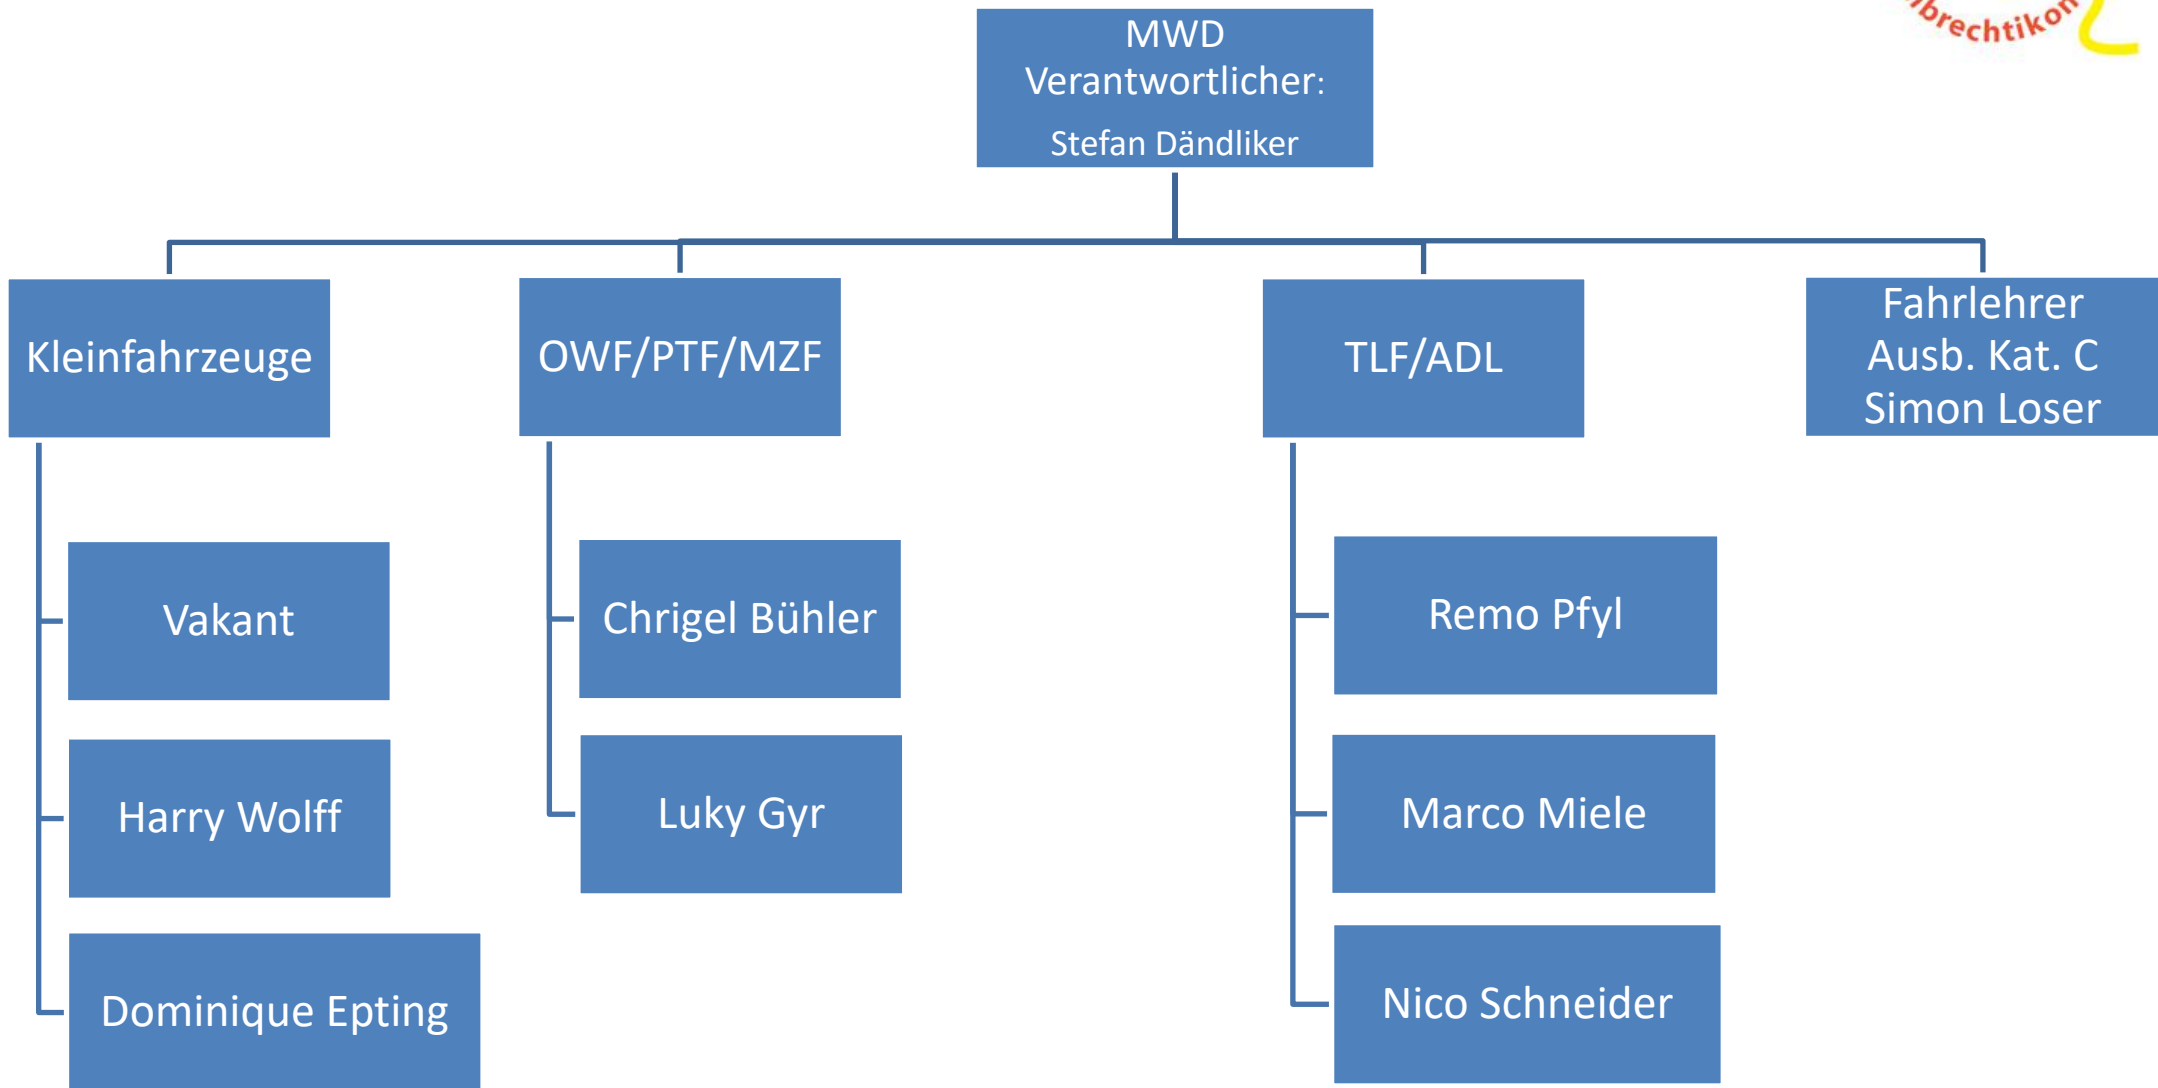 MWD
Verantwortlicher:
Stefan Dändliker
Kleinfahrzeuge
OWF/PTF/MZF
TLF/ADL
Fahrlehrer
Ausb. Kat. C
Simon Loser
Vakant
Harry Wolff
Dominique Epting
Chrigel Bühler
Luky Gyr
Remo Pfyl
Marco Miele
Nico Schneider